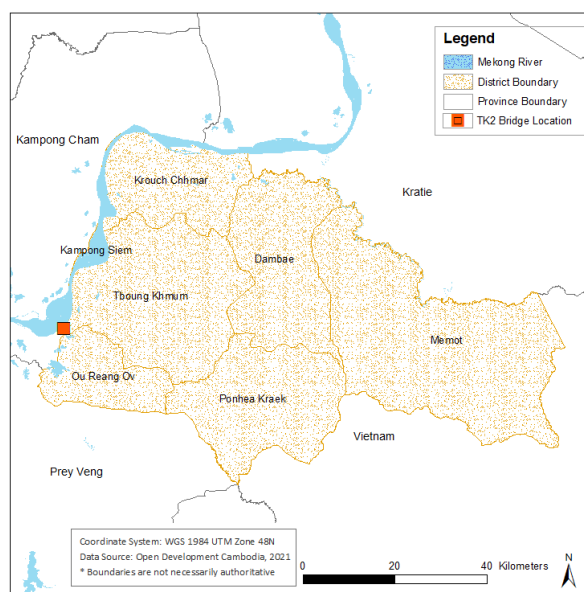 Legend
Mekong River
District Boundary
Province Boundary
TK2 Bridge Location
Kampong Cham
Krouch Chhmar
Kratie
Kampong Siem
Dambae
Tboung Khmum
Memot
Ou Reang Ov
Ponhea Kraek
Vietnam
Prey Veng
Coordinate System: WGS 1984 UTM Zone 48N
Data Source: Open Development Cambodia, 2021
* Boundaries are not necessarily authoritative
0 20 40 Kilometers
N